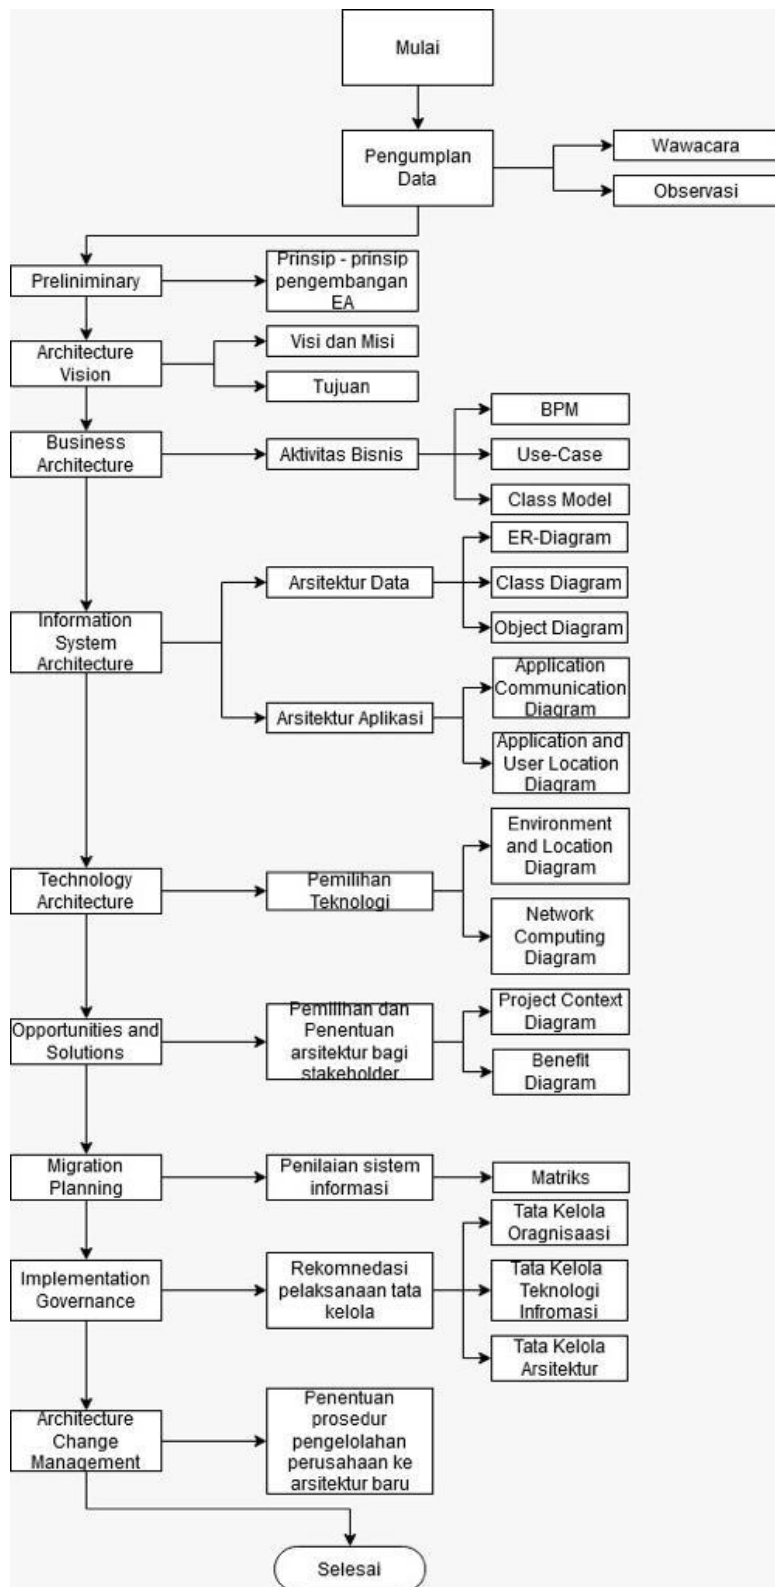 Mulai
Pengumplan
Data
Wawacara
Observasi
Preliniminary
Prinsip - prinsip
pengembangan
EA
Architecture
Vision
Visi dan Misi
Tujuan
Business
Architecture
Aktivitas Bisnis
BPM
Use-Case
Class Model
Information
System
Architecture
Arsitektur Data
ER-Diagram
Class Diagram
Object Diagram
Arsitektur Aplikasi
Application
Communication
Diagram
Application and
User Location
Diagram
Technology
Architecture
Pemilihan
Teknologi
Environment
and Location
Diagram
Network
Computing
Diagram
Opportunities and
Solutions
Pemilihan dan
Penentuan
arsitektur bagi
stakeholder
Project Context
Diagram
Benefit
Diagram
Migration
Planning
Penilaian sistem
informasi
Matriks
Implementation
Governance
Rekomnedasi
pelaksanaan tata
kelola
Tata Kelola
Oragnisaasi
Tata Kelola
Teknologi
Infromasi
Tata Kelola
Arsitektur
Architecture
Change
Management
Penentuan
prosedur
pengelolahan
perusahaan ke
arsitektur baru
Selesai